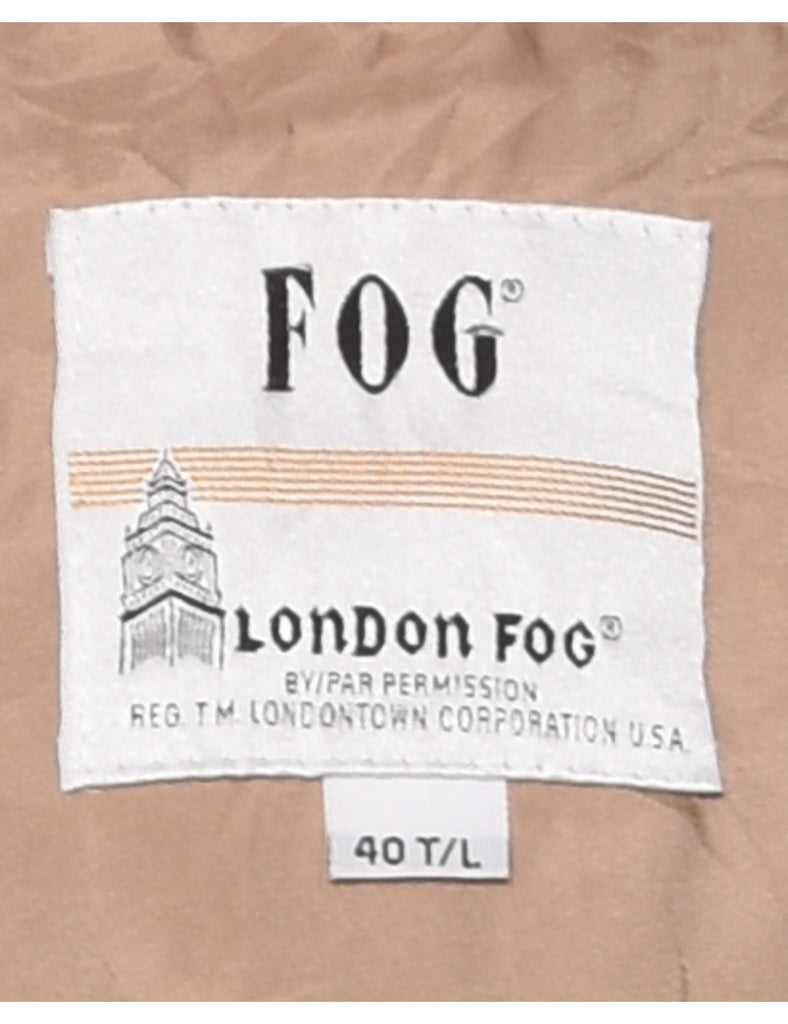 FOG®
LONDON FOG®
BY/PAR PERMISSION
REG. T.M. LONDONTOWN CORPORATION U.S.A.
40 T/L